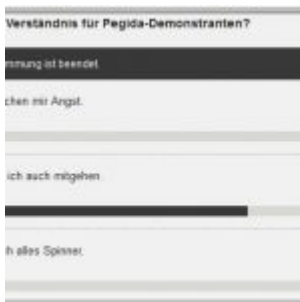 Verständnis für Pegida-Demonstranten?
mmung ist beendet.
chen mir Angst.
ich auch mitgehen
h alles Spinner.